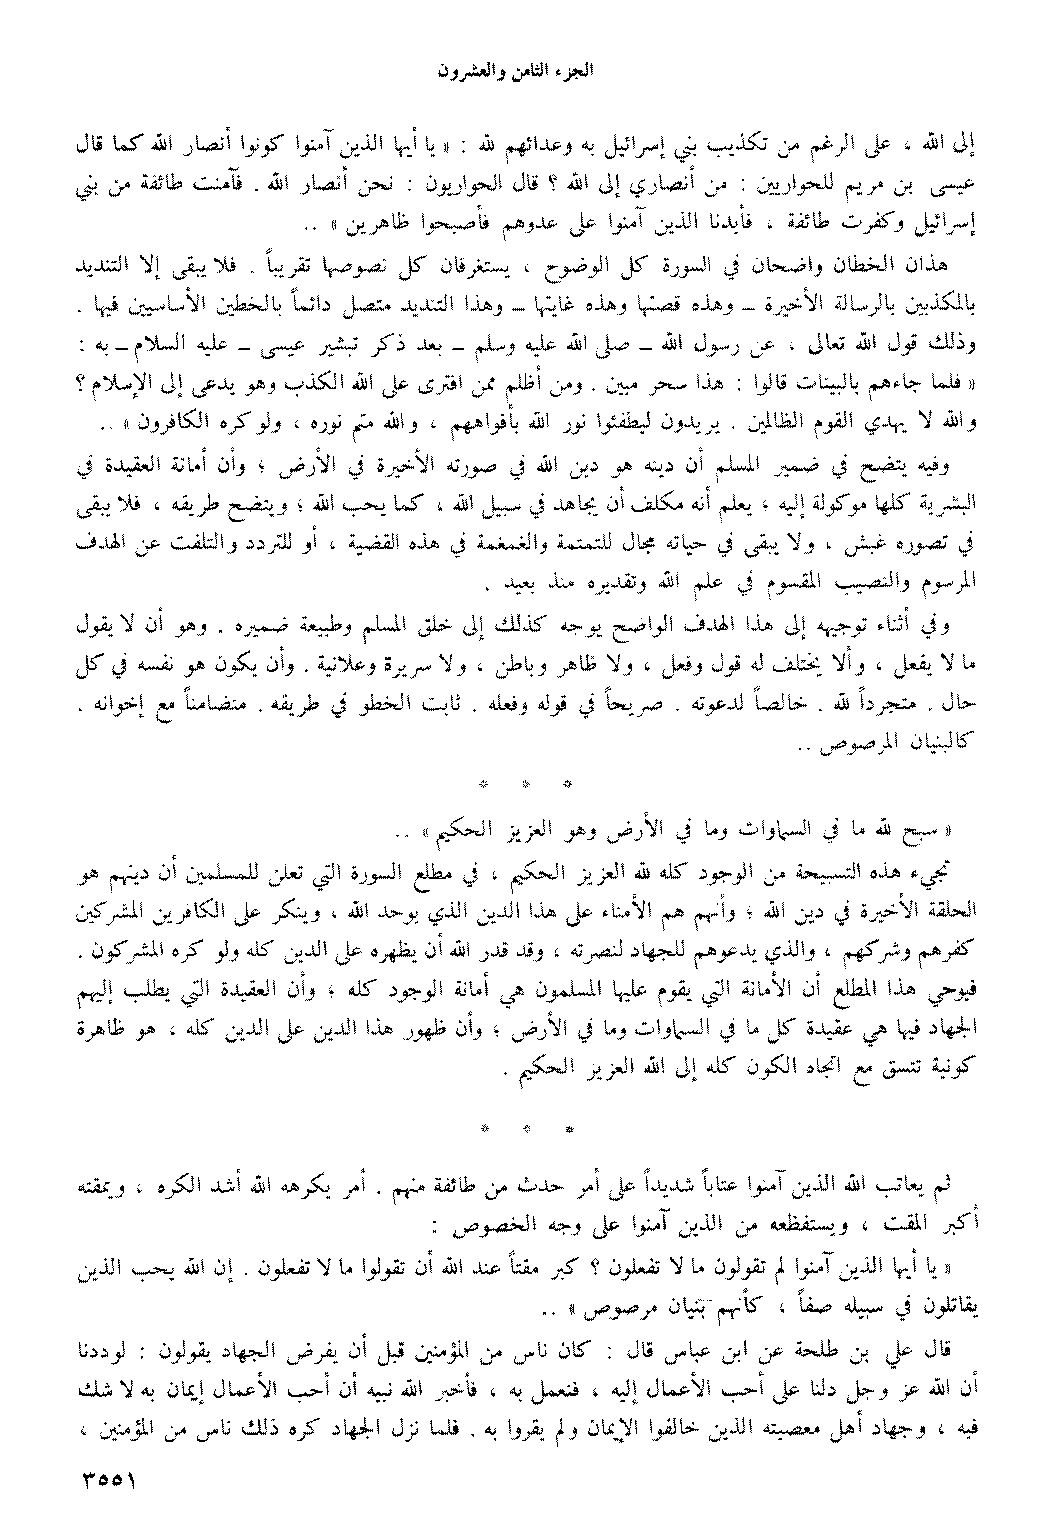 الجزء الثامن والعشرون
إلى الله ، على الرغم من تكذيب بني إسرائيل به وعدائهم لله : « يا أيها الذين آمنوا كونوا أنصار الله كما قال
عيسى بن مريم للحواريين : من أنصاري إلى الله ؟ قال الحواريون : نحن أنصار الله . فآمنت طائفة من بني
إسرائيل وكفرت طائفة ، فأيدنا الذين آمنوا على عدوهم فأصبحوا ظاهرين » ..
هذان الخطان واضحان في السورة كل الوضوح ، يستغرقان كل نصوصها تقريباً . فلا يبقى إلا التنديد
بالمكذبين بالرسالة الأخيرة ــ وهذه قصتها وهذه غايتها ــ وهذا التنديد متصل دائماً بالخطين الأساسيين فيها .
وذلك قول الله تعالى ، عن رسول الله ــ صلى الله عليه وسلم ــ بعد ذكر تبشير عيسى ــ عليه السلام ــ به :
« فلما جاءهم بالبينات قالوا : هذا سحر مبين . ومن أظلم ممن افترى على الله الكذب وهو يدعى إلى الإسلام ؟
والله لا يهدي القوم الظالمين . يريدون ليطفئوا نور الله بأفواههم ، والله متم نوره ، ولو كره الكافرون » ..
وفيه يتضح في ضمير المسلم أن دينه هو دين الله في صورته الأخيرة في الأرض ؛ وأن أمانة العقيدة في
البشرية كلها موكولة إليه ؛ يعلم أنه مكلف أن يجاهد في سبيل الله ، كما يحب الله ؛ ويتضح طريقه ، فلا يبقى
في تصوره غبش ، ولا يبقى في حياته مجال للتمتمة والغمغمة في هذه القضية ، أو للتردد والتلفت عن الهدف
المرسوم والنصيب المقسوم في علم الله وتقديره منذ بعيد .
وفي أثناء توجيهه إلى هذا الهدف الواضح يوجه كذلك إلى خلق المسلم وطبيعة ضميره . وهو أن لا يقول
ما لا يفعل ، وألا يختلف له قول وفعل ، ولا ظاهر وباطن ، ولا سريرة وعلانية . وأن يكون هو نفسه في كل
حال . متجرداً لله . خالصاً لدعوته . صريحاً في قوله وفعله . ثابت الخطو في طريقه . متضامناً مع إخوانه .
كالبنيان المرصوص ..
* * *
« سبح لله ما في السماوات وما في الأرض وهو العزيز الحكيم » ..
تجيء هذه التسبيحة من الوجود كله لله العزيز الحكيم ، في مطلع السورة التي تعلن للمسلمين أن دينهم هو
الحلقة الأخيرة في دين الله ؛ وأنهم هم الأمناء على هذا الدين الذي يوحد الله ، وينكر على الكافرين المشركين
كفرهم وشركهم ، والذي يدعوهم للجهاد لنصرته ، وقد قدر الله أن يظهره على الدين كله ولو كره المشركون .
فيوحي هذا المطلع أن الأمانة التي يقوم عليها المسلمون هي أمانة الوجود كله ؛ وأن العقيدة التي يطلب إليهم
الجهاد فيها هي عقيدة كل ما في السماوات وما في الأرض ؛ وأن ظهور هذا الدين على الدين كله ، هو ظاهرة
كونية تتسق مع اتجاه الكون كله إلى الله العزيز الحكيم .
* * *
ثم يعاتب الله الذين آمنوا عتاباً شديداً على أمر حدث من طائفة منهم . أمر يكرهه الله أشد الكره ، ويمقته
أكبر المقت ، ويستفظعه من الذين آمنوا على وجه الخصوص :
« يا أيها الذين آمنوا لم تقولون ما لا تفعلون ؟ كبر مقتاً عند الله أن تقولوا ما لا تفعلون . إن الله يحب الذين
يقاتلون في سبيله صفاً ، كأنهم بنيان مرصوص » ..
قال علي بن طلحة عن ابن عباس قال : كان ناس من المؤمنين قبل أن يفرض الجهاد يقولون : لوددنا
أن الله عز وجل دلنا على أحب الأعمال إليه ، فنعمل به ، فأخبر الله نبيه أن أحب الأعمال إيمان به لا شك
فيه ، وجهاد أهل معصيته الذين خالفوا الإيمان ولم يقروا به . فلما نزل الجهاد كره ذلك ناس من المؤمنين ،
٣٥٥١